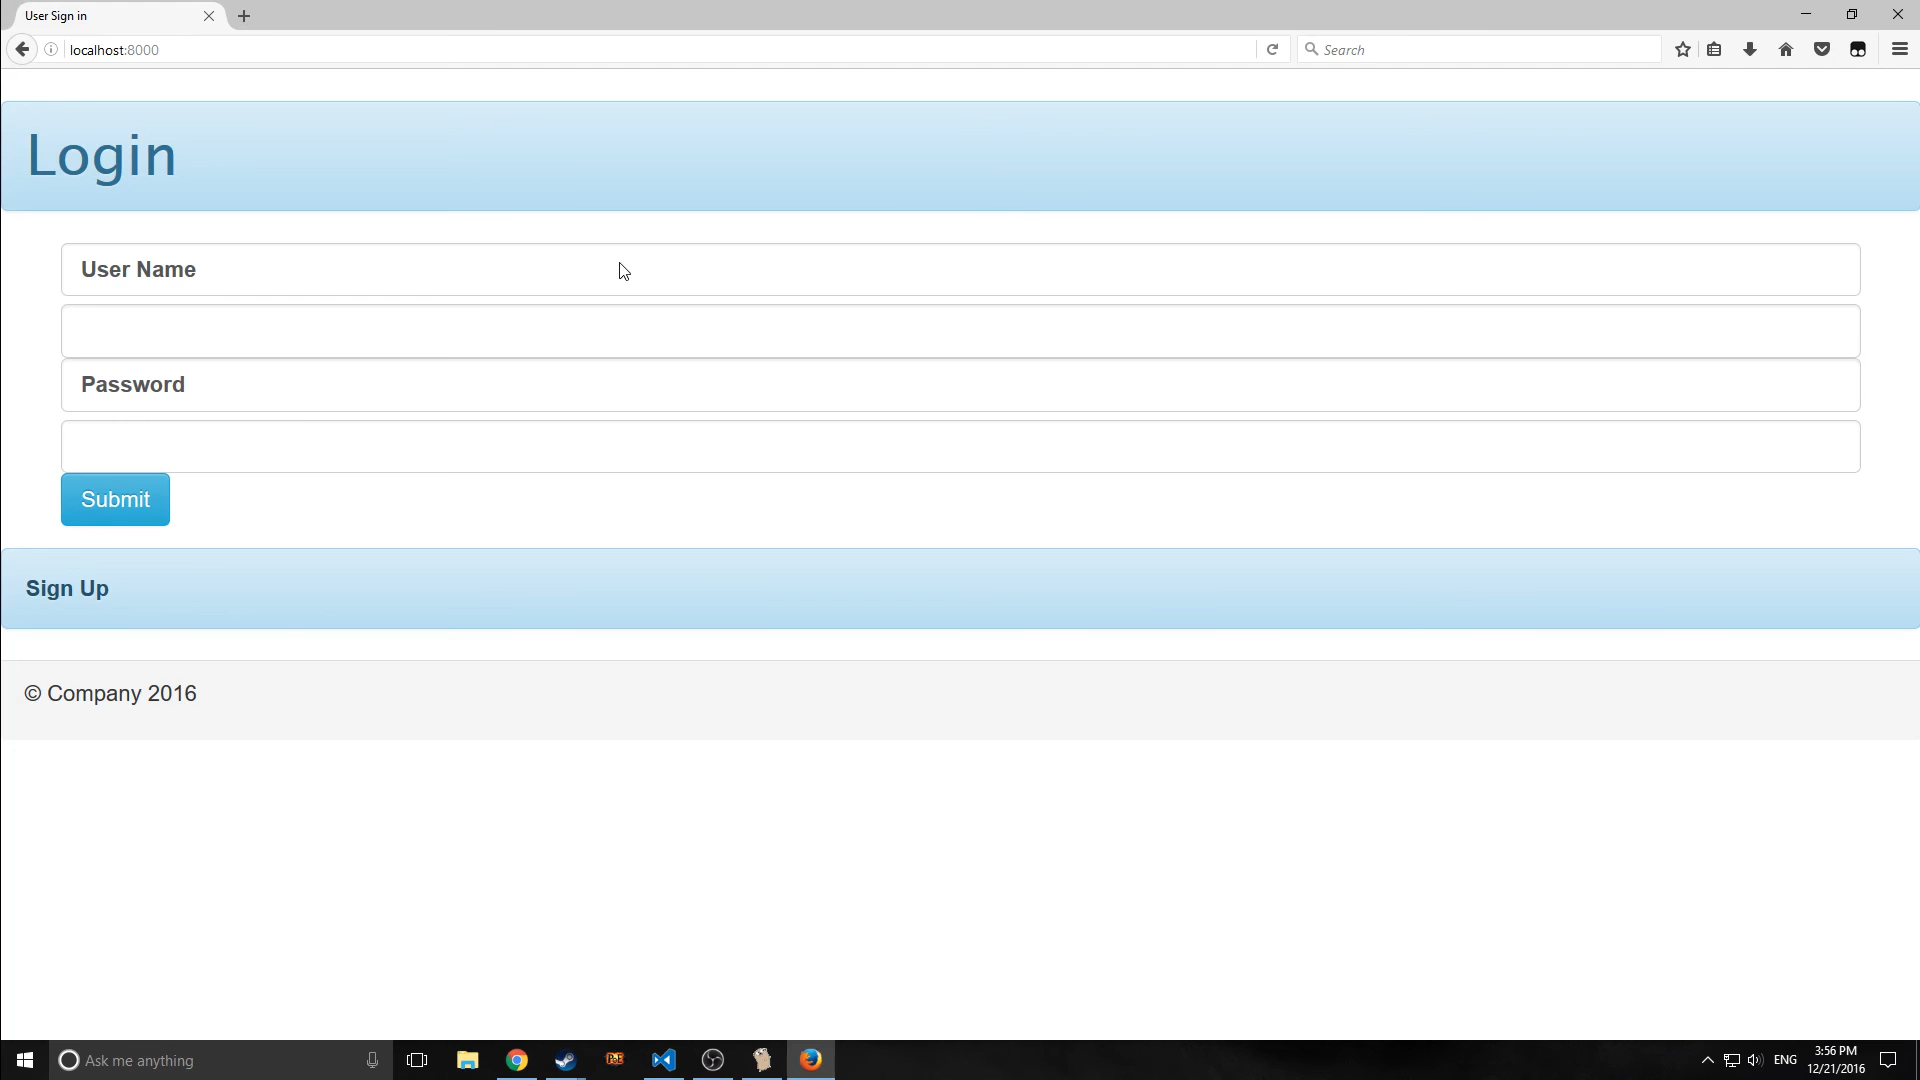 User Sign in
localhost:8000
Search
Login
User Name
Password
Submit
Sign Up
© Company 2016
Ask me anything
PoE
ENG
3:56 PM
12/21/2016